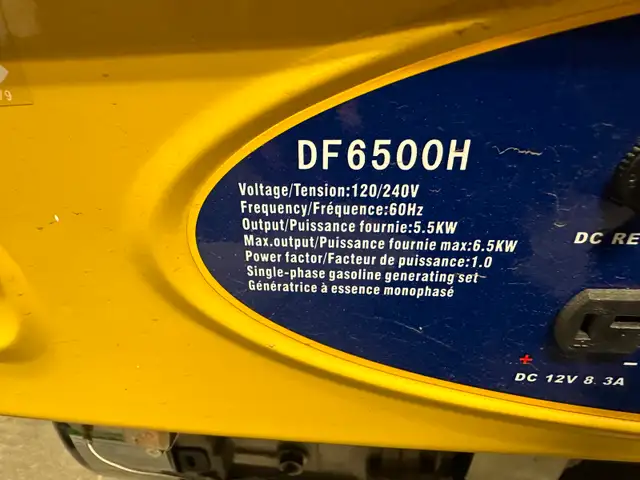 DF6500H
Voltage/Tension:120/240V
Frequency/Fréquence:60Hz
Output/Puissance fournie:5.5KW
Max.output/Puissance fournie max:6.5KW
Power factor/Facteur de puissance:1.0
Single-phase gasoline generating set
Génératrice à essence monophasé
DC RE
+ −
DC 12V 8.3A